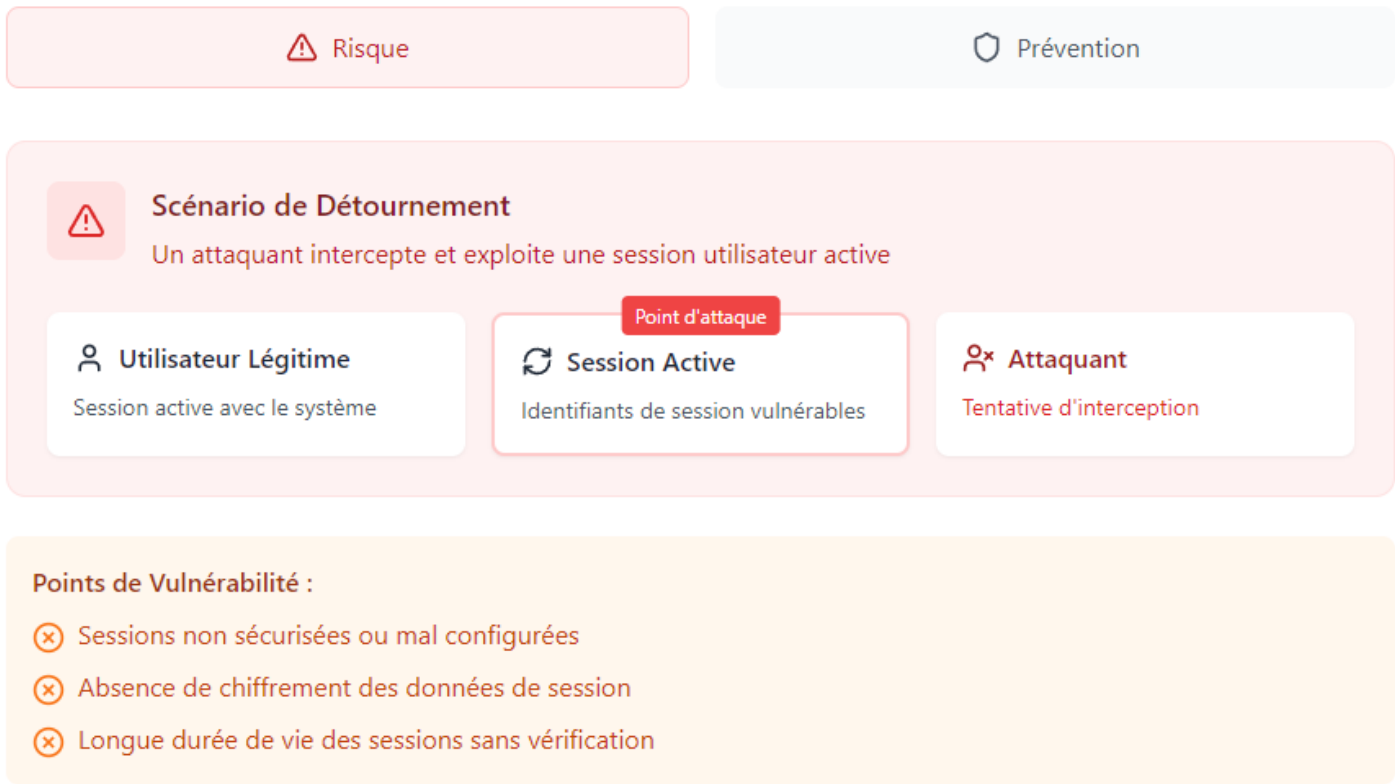 Risque
Prévention
Scénario de Détournement
Un attaquant intercepte et exploite une session utilisateur active
Point d'attaque
Utilisateur Légitime
Session active avec le système
Session Active
Identifiants de session vulnérables
Attaquant
Tentative d'interception
Points de Vulnérabilité :
Sessions non sécurisées ou mal configurées
Absence de chiffrement des données de session
Longue durée de vie des sessions sans vérification